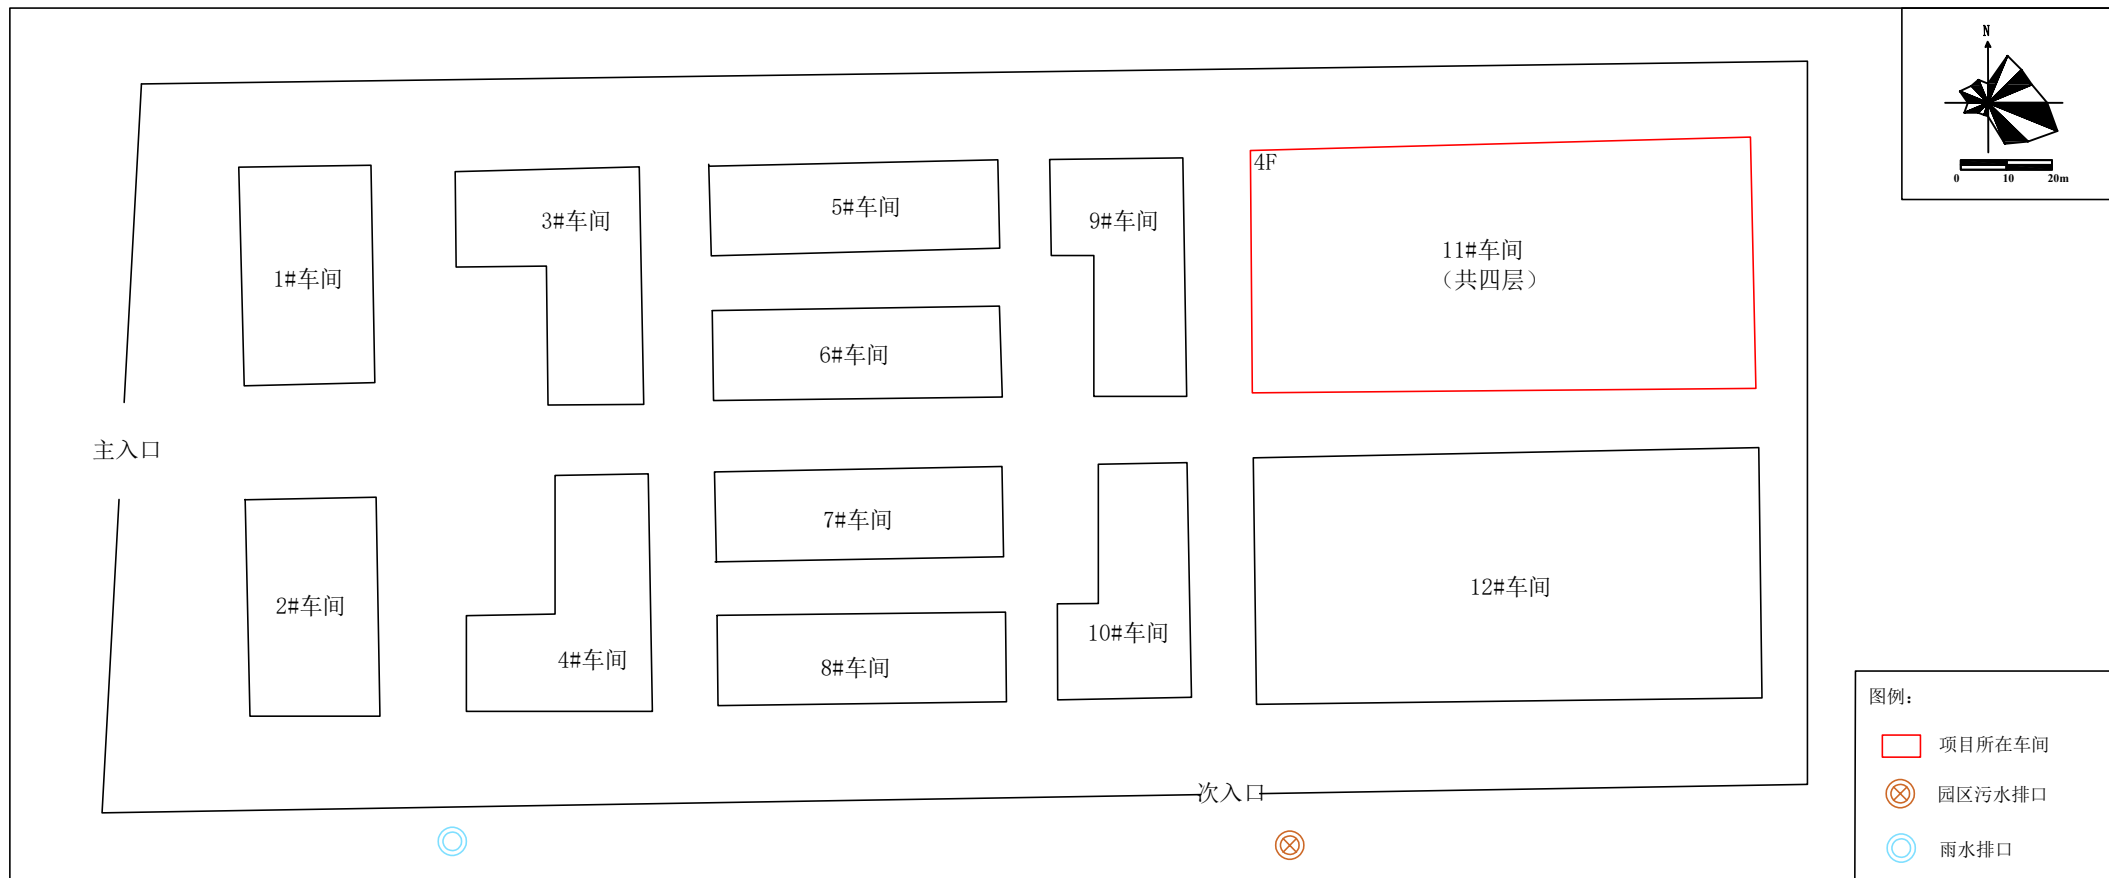 N
0 10 20m
4F
1#车间
3#车间
5#车间
9#车间
11#车间
（共四层）
6#车间
主入口
2#车间
4#车间
7#车间
8#车间
10#车间
12#车间
次入口
图例：
项目所在车间
园区污水排口
雨水排口